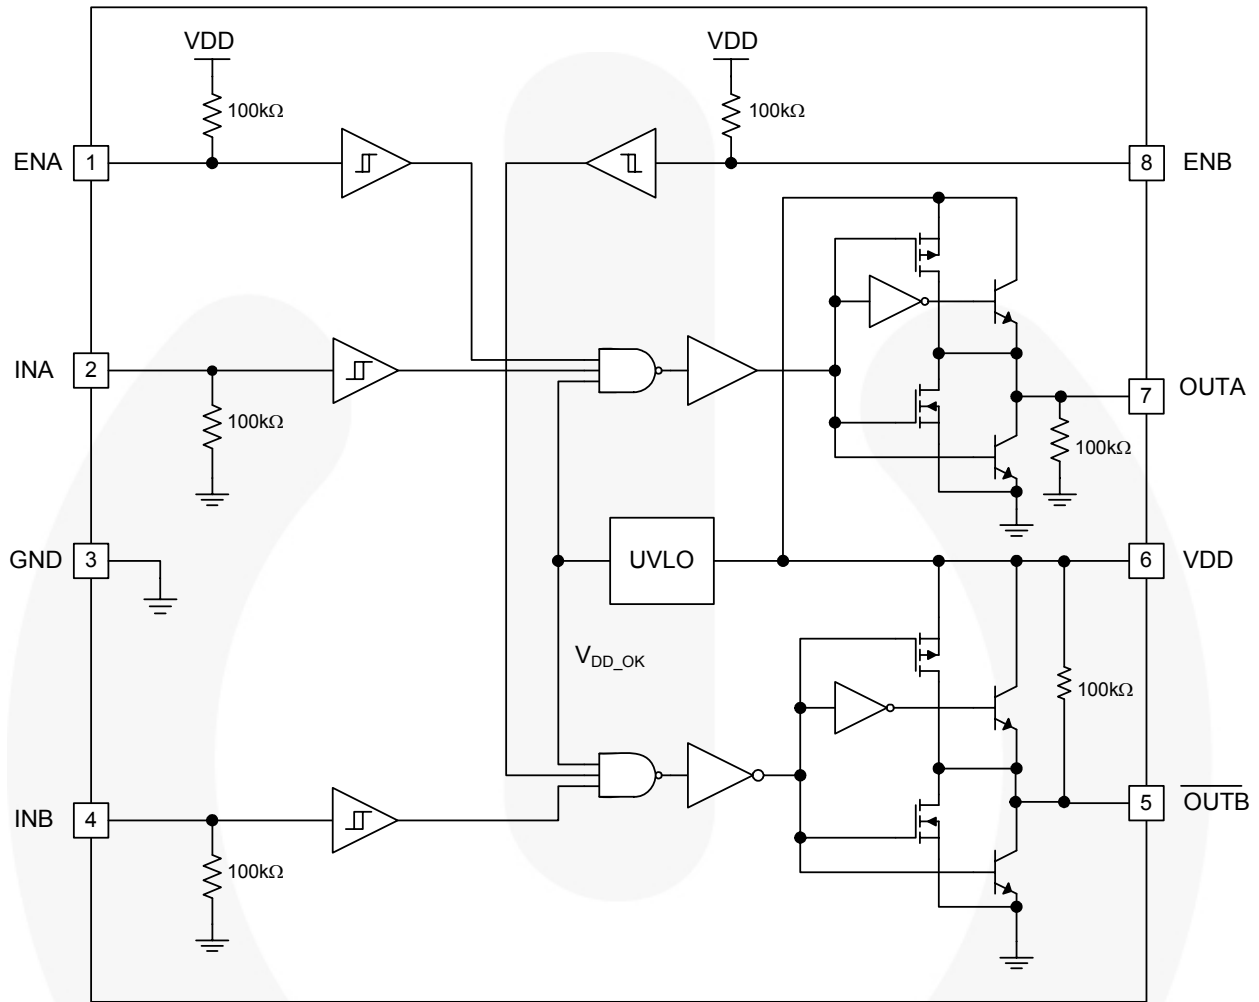 VDD
VDD
100kΩ
100kΩ
ENA
1
8
ENB
INA
2
7
OUTA
100kΩ
100kΩ
GND
3
UVLO
6
VDD
V_DD_OK
100kΩ
INB
4
5
OUTB
100kΩ